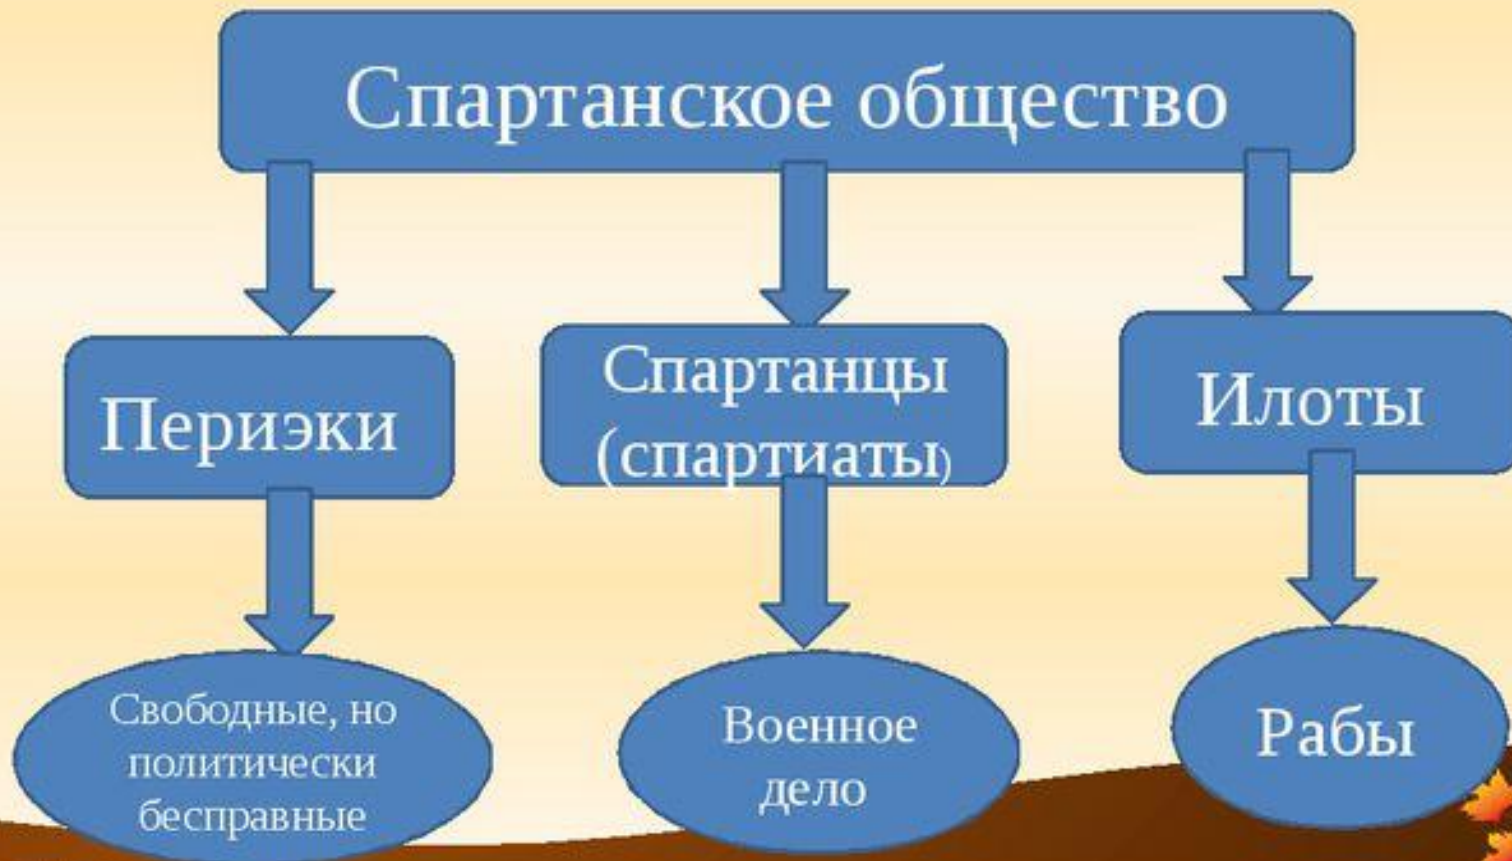 Спартанское общество
Периэки
Спартанцы
(спартиаты)
Илоты
Свободные, но
политически
бесправные
Военное
дело
Рабы